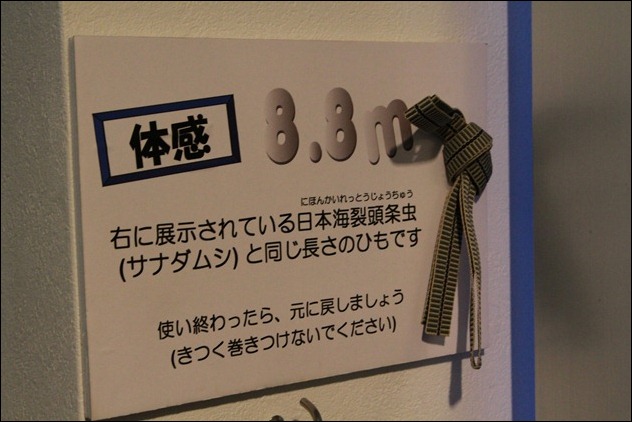 体感 8.8m
にほんかいれっとうじょうちゅう
右に展示されている日本海裂頭条虫
(サナダムシ)と同じ長さのひもです
使い終わったら、元に戻しましょう
(きつく巻きつけないでください)